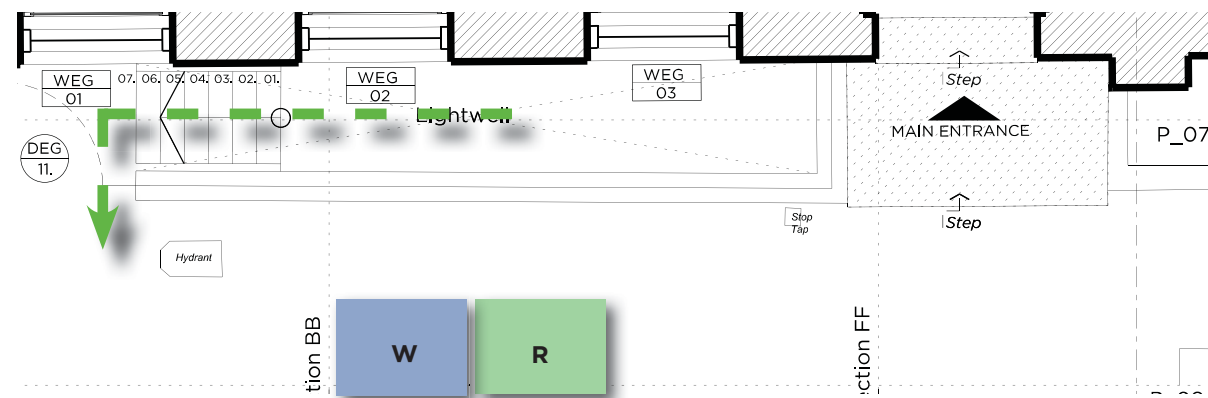 WEG
01
07. 06. 05. 04. 03. 02. 01.
WEG
02
WEG
03
Step
MAIN ENTRANCE
Lightwell
P_07
DEG
11.
Step
Stop
Tap
Hydrant
W
R
tion BB
ection FF